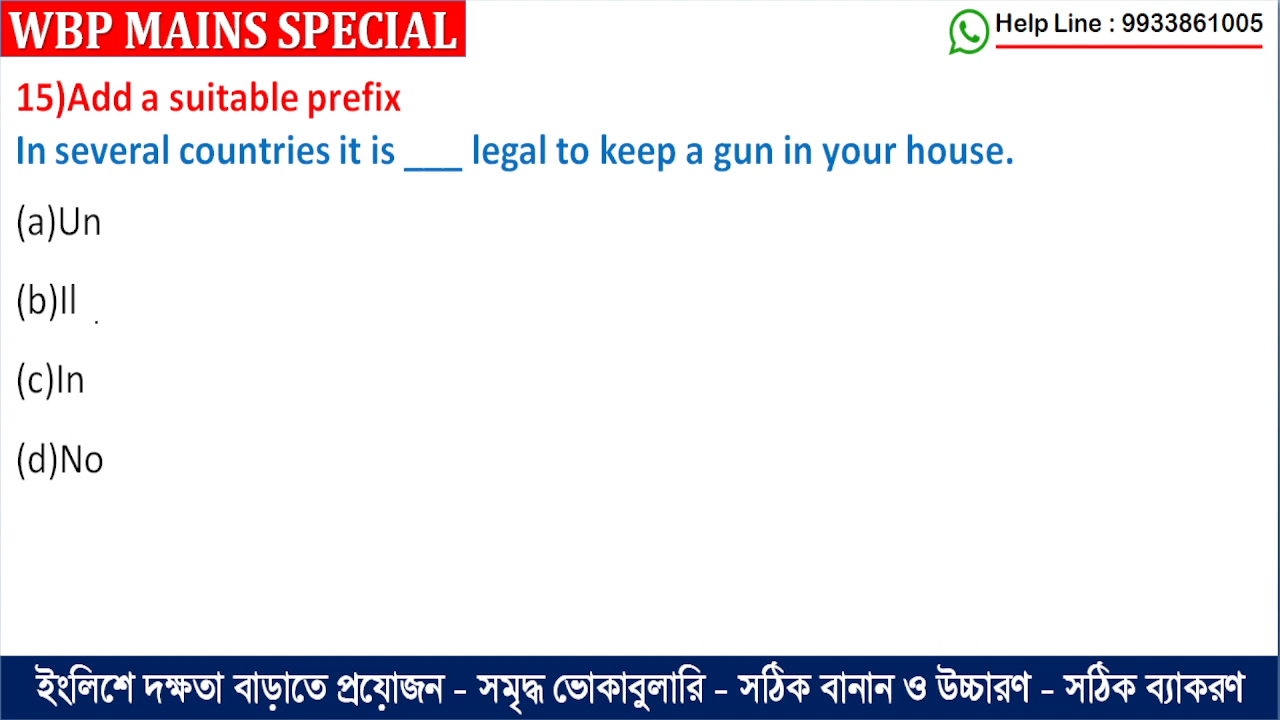 WBP MAINS SPECIAL
Help Line : 9933861005
15)Add a suitable prefix
In several countries it is ___ legal to keep a gun in your house.
(a)Un
(b)Il
(c)In
(d)No
ইংলিশে দক্ষতা বাড়াতে প্রয়োজন - সমৃদ্ধ ভোকাবুলারি - সঠিক বানান ও উচ্চারণ - সঠিক ব্যাকরণ